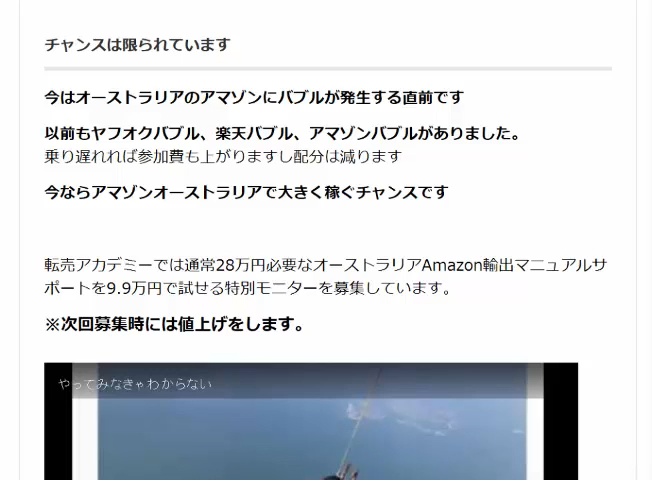 チャンスは限られています
今はオーストラリアのアマゾンにバブルが発生する直前です
以前もヤフオクバブル、楽天バブル、アマゾンバブルがありました。
乗り遅れれば参加費も上がりますし配分は減ります
今ならアマゾンオーストラリアで大きく稼ぐチャンスです
転売アカデミーでは通常28万円必要なオーストラリアAmazon輸出マニュアルサ
ポートを9.9万円で試せる特別モニターを募集しています。
※次回募集時には値上げをします。
やってみなきゃわからない